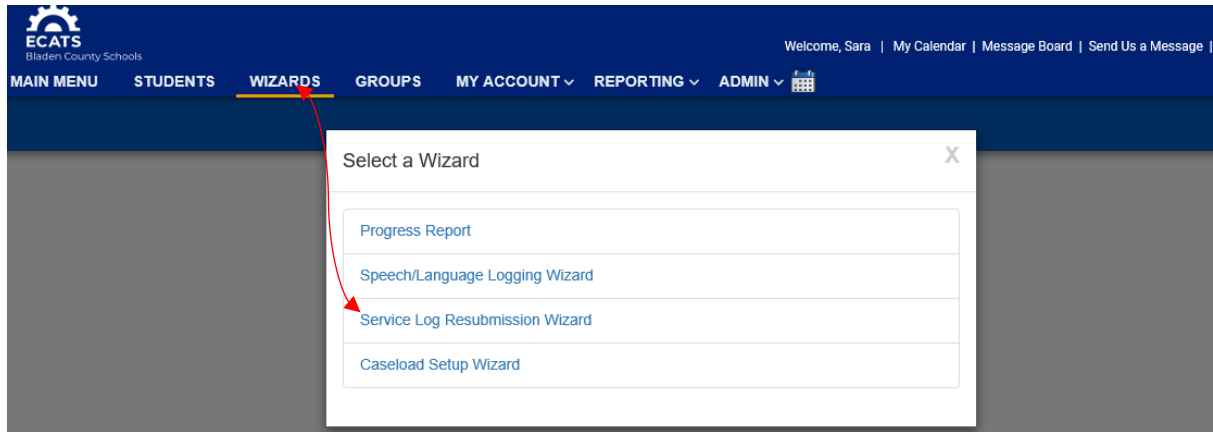 ECATS
Bladen County Schools
Welcome, Sara | My Calendar | Message Board | Send Us a Message |
MAIN MENU STUDENTS WIZARDS GROUPS MY ACCOUNT REPORTING ADMIN
Select a Wizard X
Progress Report
Speech/Language Logging Wizard
Service Log Resubmission Wizard
Caseload Setup Wizard